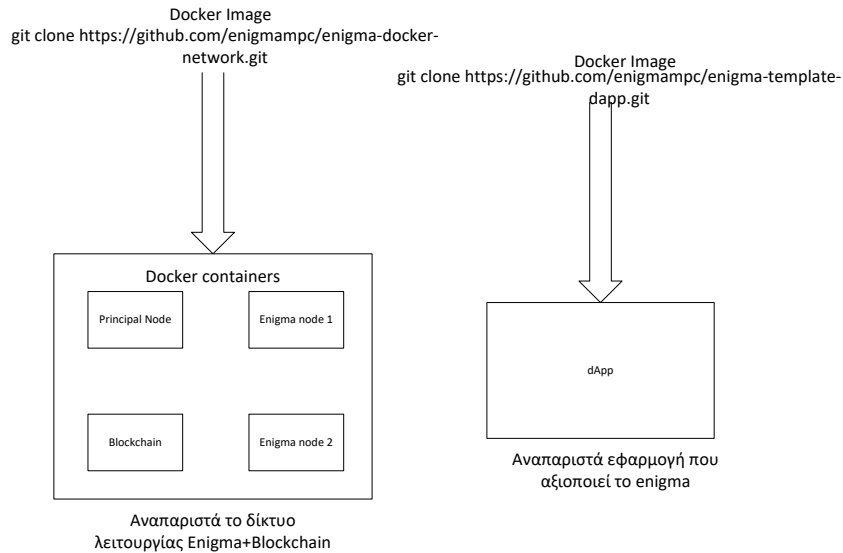 Docker Image
git clone https://github.com/enigmampc/enigma-docker-
network.git
Docker Image
git clone https://github.com/enigmampc/enigma-template-
dapp.git
Docker containers
Principal Node
Enigma node 1
Blockchain
Enigma node 2
Αναπαριστά το δίκτυο
λειτουργίας Enigma+Blockchain
dApp
Αναπαριστά εφαρμογή που
αξιοποιεί το enigma